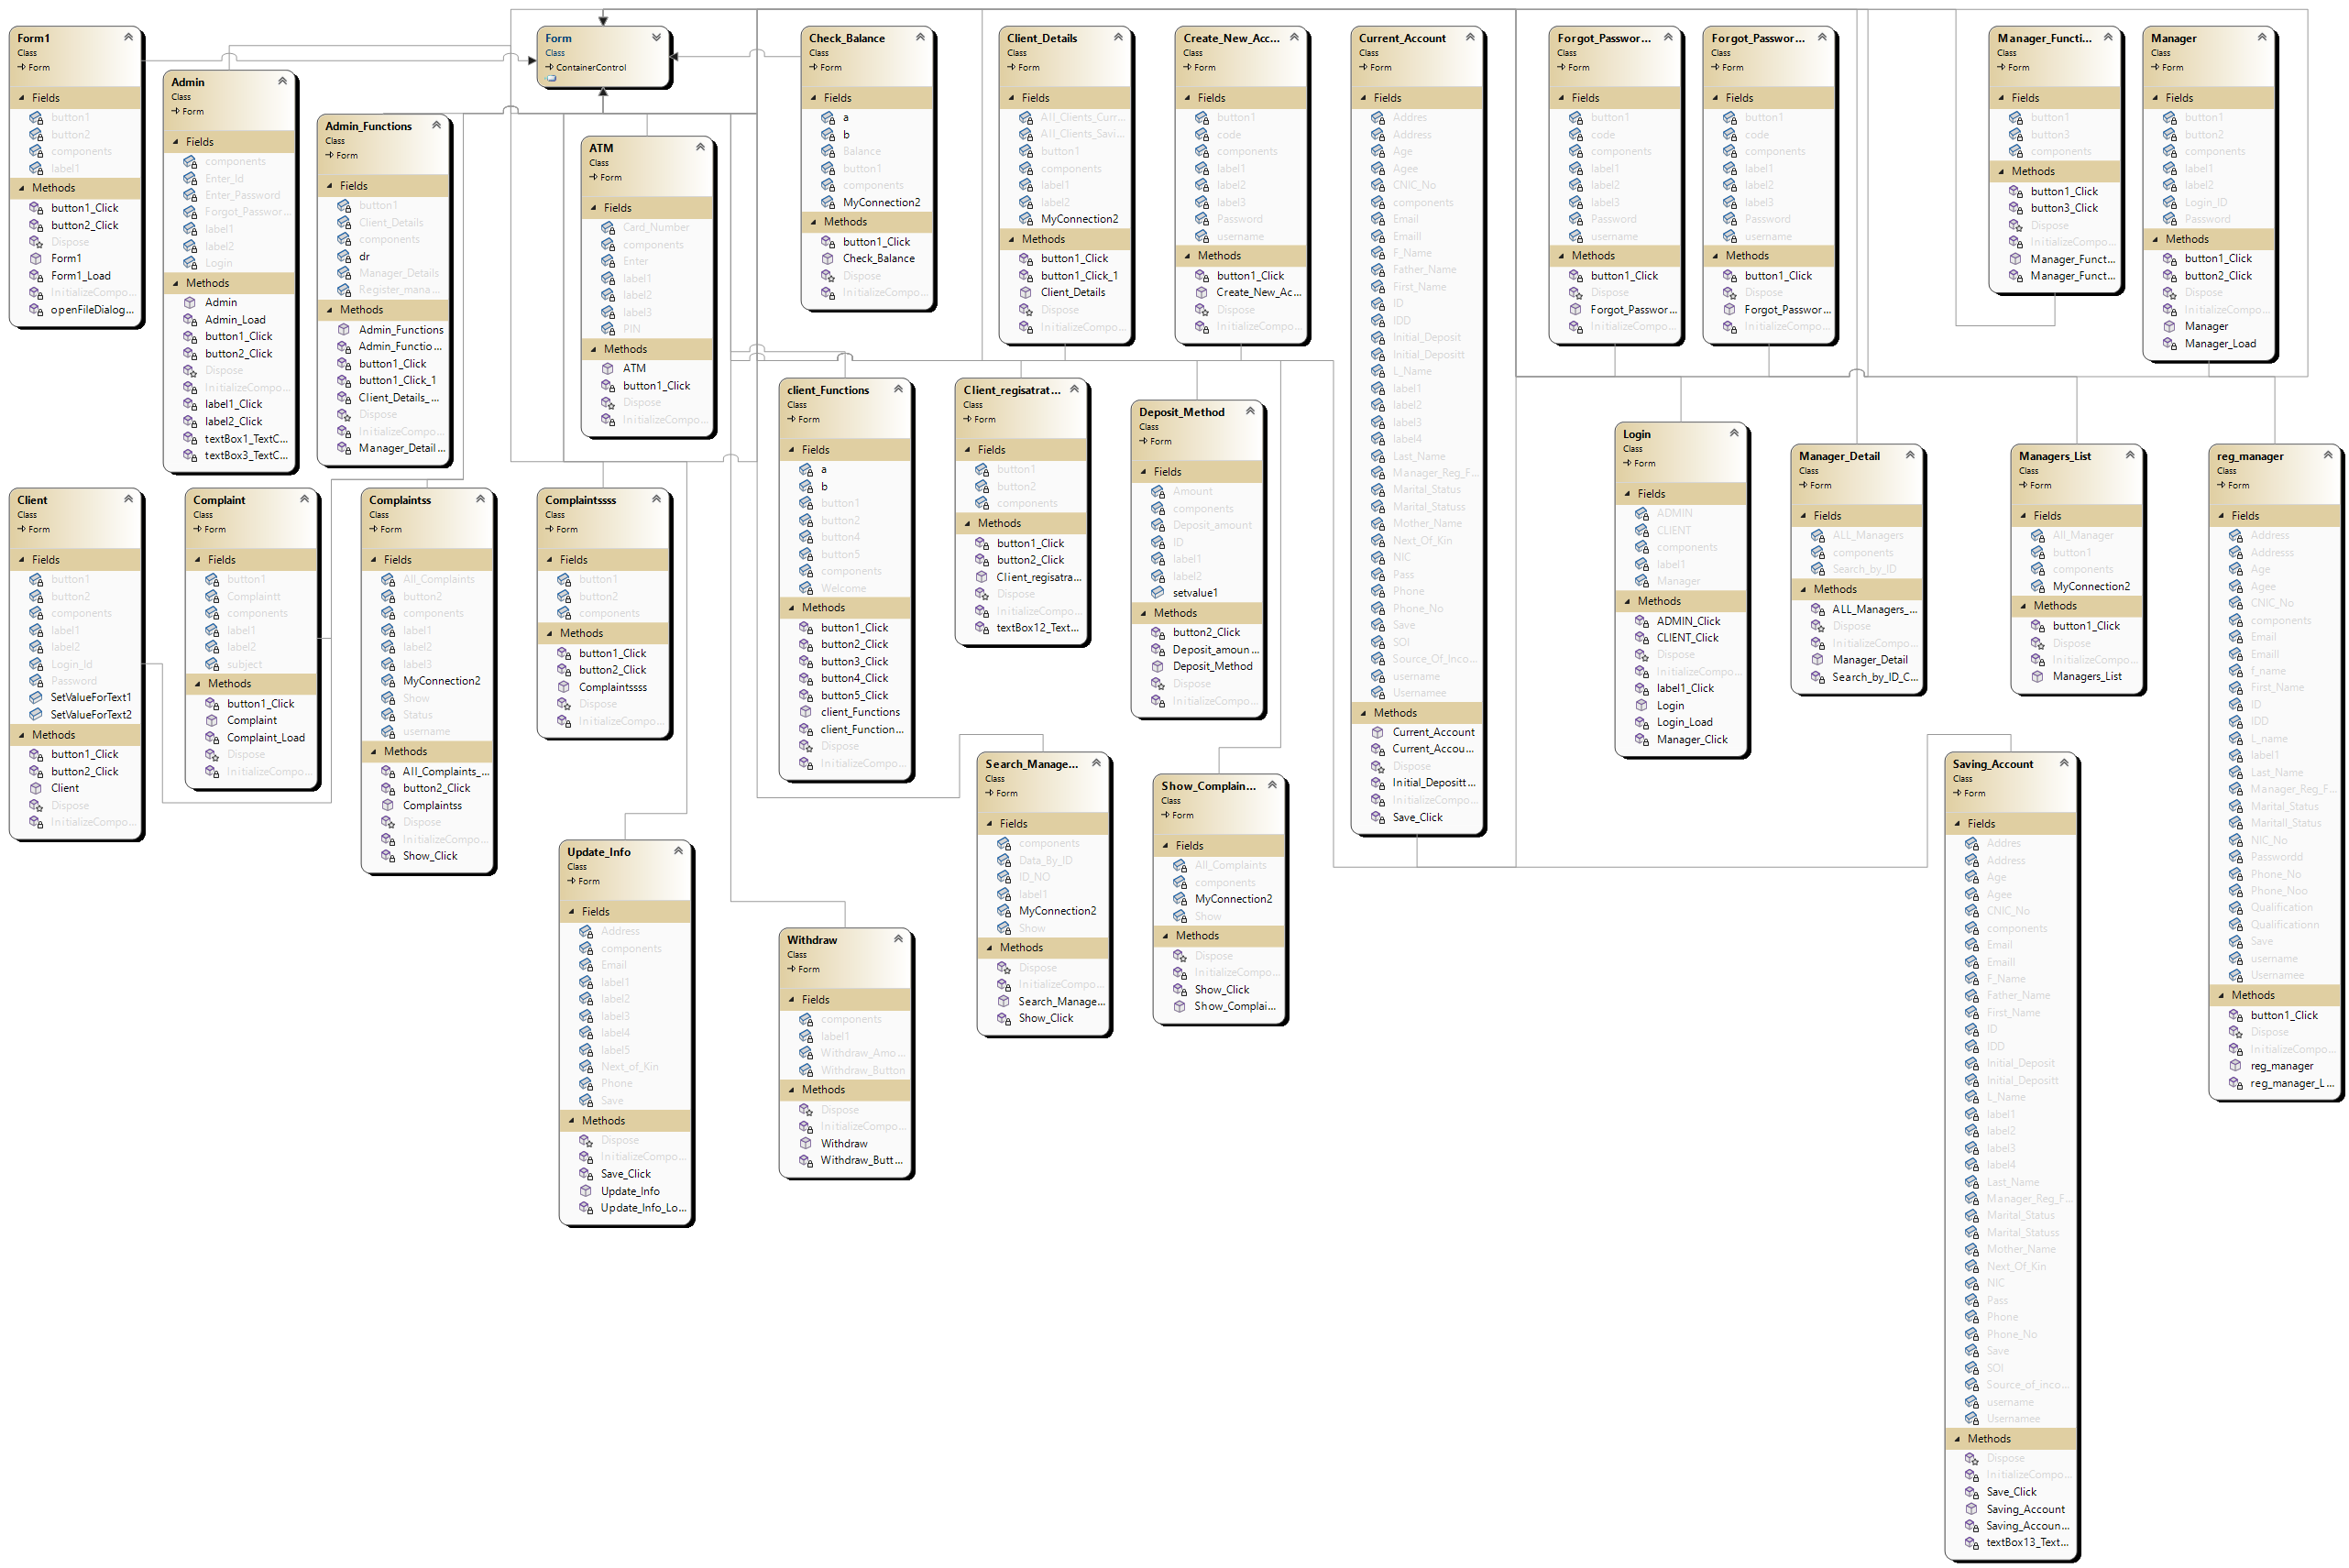 Form1
Class
Form
Fields
button1
button2
components
label1
Methods
button1_Click
button2_Click
Dispose
Form1
Form1_Load
InitializeCompo...
openFileDialog...
Admin
Class
Form
Fields
components
Enter_Id
Enter_Password
Forgot_Passwor...
label1
label2
Login
Methods
Admin
Admin_Load
button1_Click
button2_Click
Dispose
InitializeCompo...
label1_Click
label2_Click
textBox1_TextC...
textBox3_TextC...
Admin_Functions
Class
Form
Fields
button1
Client_Details
components
dr
Manager_Details
Register_mana...
Methods
Admin_Functions
Admin_Functio...
button1_Click
button1_Click_1
Client_Details_...
Dispose
InitializeCompo...
Manager_Detail...
Form
Class
ContainerControl
ATM
Class
Form
Fields
Card_Number
components
Enter
label1
label2
label3
PIN
Methods
ATM
button1_Click
Dispose
InitializeCompo...
Check_Balance
Class
Form
Fields
a
b
Balance
button1
components
MyConnection2
Methods
button1_Click
Check_Balance
Dispose
InitializeCompo...
Client_Details
Class
Form
Fields
All_Clients_Curr...
All_Clients_Savi...
button1
components
label1
label2
MyConnection2
Methods
button1_Click
button1_Click_1
Client_Details
Dispose
InitializeCompo...
Create_New_Acc...
Class
Form
Fields
button1
code
components
label1
label2
label3
Password
username
Methods
button1_Click
Create_New_Ac...
Dispose
InitializeCompo...
Current_Account
Class
Form
Fields
Addres
Address
Age
Agee
CNIC_No
components
Email
Emaill
F_Name
Father_Name
First_Name
ID
IDD
Initial_Deposit
Initial_Depositt
L_Name
label1
label2
label3
label4
Last_Name
Manager_Reg_F...
Marital_Status
Marital_Statuss
Mother_Name
Next_Of_Kin
NIC
Pass
Phone
Phone_No
Save
SOI
Source_Of_Inco...
username
Usernamee
Methods
Current_Account
Current_Accou...
Dispose
Initial_Depositt...
InitializeCompo...
Save_Click
Forgot_Passwor...
Class
Form
Fields
button1
code
components
label1
label2
label3
Password
username
Methods
button1_Click
Dispose
Forgot_Passwor...
InitializeCompo...
Forgot_Passwor...
Class
Form
Fields
button1
code
components
label1
label2
label3
Password
username
Methods
button1_Click
Dispose
Forgot_Passwor...
InitializeCompo...
Manager_Functi...
Class
Form
Fields
button1
button3
components
Methods
button1_Click
button3_Click
Dispose
InitializeCompo...
Manager_Funct...
Manager_Funct...
Manager
Class
Form
Fields
button1
button2
components
label1
label2
Login_ID
Password
Methods
button1_Click
button2_Click
Dispose
InitializeCompo...
Manager
Manager_Load
Client
Class
Form
Fields
button1
button2
components
label1
label2
Login_Id
Password
SetValueForText1
SetValueForText2
Methods
button1_Click
button2_Click
Client
Dispose
InitializeCompo...
Complaint
Class
Form
Fields
button1
Complaintt
components
label1
label2
subject
Methods
button1_Click
Complaint
Complaint_Load
Dispose
InitializeCompo...
Complaintss
Class
Form
Fields
All_Complaints
button2
components
label1
label2
label3
MyConnection2
Show
Status
username
Methods
All_Complaints_...
button2_Click
Complaintss
Dispose
InitializeCompo...
Show_Click
Complaintssss
Class
Form
Fields
button1
button2
components
Methods
button1_Click
button2_Click
Complaintssss
Dispose
InitializeCompo...
client_Functions
Class
Form
Fields
a
b
button1
button2
button4
button5
components
Welcome
Methods
button1_Click
button2_Click
button3_Click
button4_Click
button5_Click
client_Functions
client_Function...
Dispose
InitializeCompo...
Client_regisatrat...
Class
Form
Fields
button1
button2
components
Methods
button1_Click
button2_Click
Client_regisatra...
Dispose
InitializeCompo...
textBox12_Text...
Deposit_Method
Class
Form
Fields
Amount
components
Deposit_amount
ID
label1
label2
setvalue1
Methods
button2_Click
Deposit_amoun...
Deposit_Method
Dispose
InitializeCompo...
Login
Class
Form
Fields
ADMIN
CLIENT
components
label1
Manager
Methods
ADMIN_Click
CLIENT_Click
Dispose
InitializeCompo...
label1_Click
Login
Login_Load
Manager_Click
Manager_Detail
Class
Form
Fields
ALL_Managers
components
Search_by_ID
Methods
ALL_Managers_...
Dispose
InitializeCompo...
Manager_Detail
Search_by_ID_C...
Managers_List
Class
Form
Fields
All_Manager
button1
components
MyConnection2
Methods
button1_Click
Dispose
InitializeCompo...
Managers_List
reg_manager
Class
Form
Fields
Address
Addresss
Age
Agee
CNIC_No
components
Email
Emaill
f_name
First_Name
ID
IDD
L_name
label1
Last_Name
Manager_Reg_F...
Marital_Status
Maritall_Status
NIC_No
Passwordd
Phone_No
Phone_Noo
Qualification
Qualificationn
Save
username
Usernamee
Methods
button1_Click
Dispose
InitializeCompo...
reg_manager
reg_manager_L...
Update_Info
Class
Form
Fields
Address
components
Email
label1
label2
label3
label4
label5
Next_of_Kin
Phone
Save
Methods
Dispose
InitializeCompo...
Save_Click
Update_Info
Update_Info_Lo...
Withdraw
Class
Form
Fields
components
label1
Withdraw_Amo...
Withdraw_Button
Methods
Dispose
InitializeCompo...
Withdraw
Withdraw_Butt...
Search_Manage...
Class
Form
Fields
components
Data_By_ID
ID_NO
label1
MyConnection2
Show
Methods
Dispose
InitializeCompo...
Search_Manage...
Show_Click
Show_Complain...
Class
Form
Fields
All_Complaints
components
MyConnection2
Show
Methods
Dispose
InitializeCompo...
Show_Click
Show_Complai...
Saving_Account
Class
Form
Fields
Addres
Address
Age
Agee
CNIC_No
components
Email
Emaill
F_Name
Father_Name
First_Name
ID
IDD
Initial_Deposit
Initial_Depositt
L_Name
label1
label2
label3
label4
Last_Name
Manager_Reg_F...
Marital_Status
Marital_Statuss
Mother_Name
Next_Of_Kin
NIC
Pass
Phone
Phone_No
Save
SOI
Source_of_inco...
username
Usernamee
Methods
Dispose
InitializeCompo...
Save_Click
Saving_Account
Saving_Accoun...
textBox13_Text...